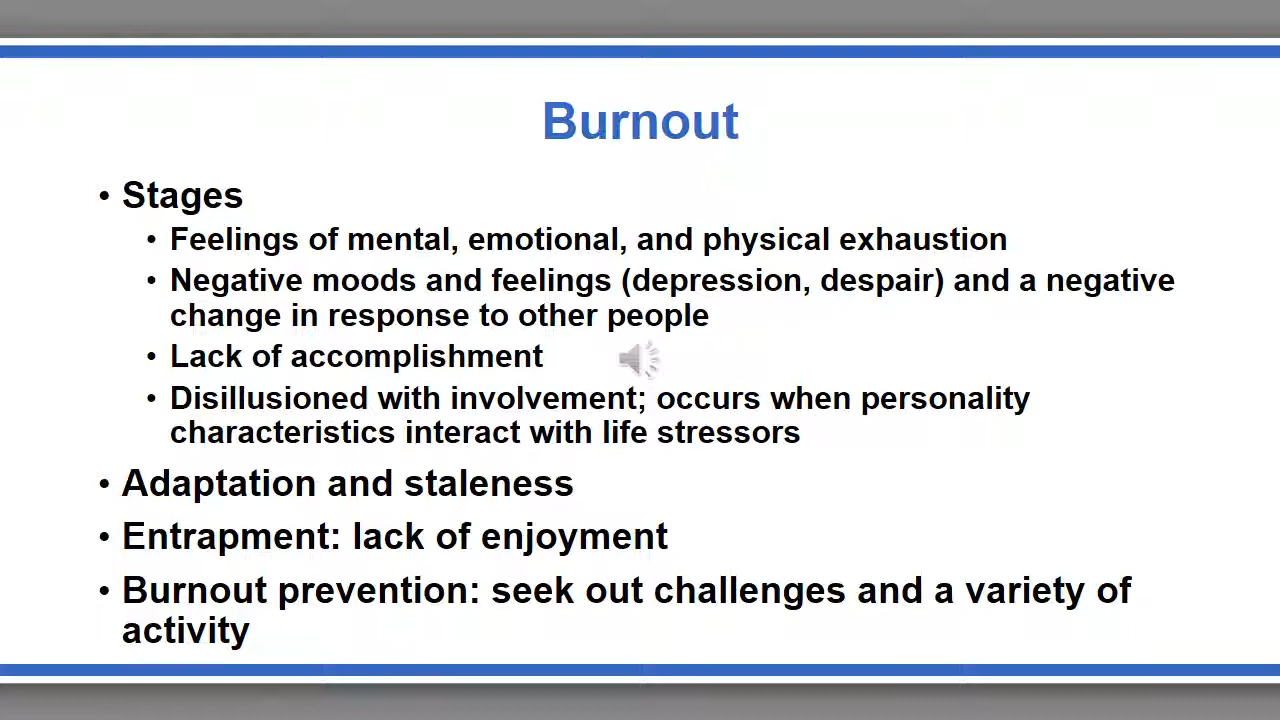 Burnout
• Stages
• Feelings of mental, emotional, and physical exhaustion
• Negative moods and feelings (depression, despair) and a negative
change in response to other people
• Lack of accomplishment
• Disillusioned with involvement; occurs when personality
characteristics interact with life stressors
• Adaptation and staleness
• Entrapment: lack of enjoyment
• Burnout prevention: seek out challenges and a variety of
activity